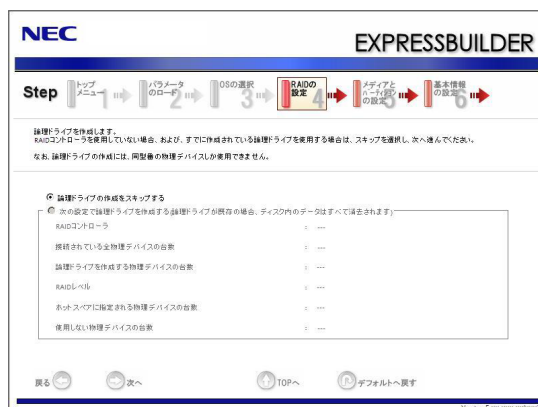 NEC
EXPRESSBUILDER
Step
トップメニュー 1
パラメータのロード 2
OSの選択 3
RAIDの設定 4
メディアとパーティションの設定 5
基本情報の設定 6
論理ドライブを作成します。
RAIDコントローラを使用していない場合、および、すでに作成されている論理ドライブを使用する場合は、スキップを選択し、次へ進んでください。
なお、論理ドライブの作成には、同型番の物理デバイスしか使用できません。
論理ドライブの作成をスキップする
次の設定で論理ドライブを作成する(論理ドライブが既存の場合、ディスク内のデータはすべて消去されます)
RAIDコントローラ : ---
接続されている全物理デバイスの台数 : ---
論理ドライブを作成する物理デバイスの台数 : ---
RAIDレベル : ---
ホットスペアに指定される物理デバイスの台数 : ---
使用しない物理デバイスの台数 : ---
戻る 次へ TOPへ デフォルトへ戻す